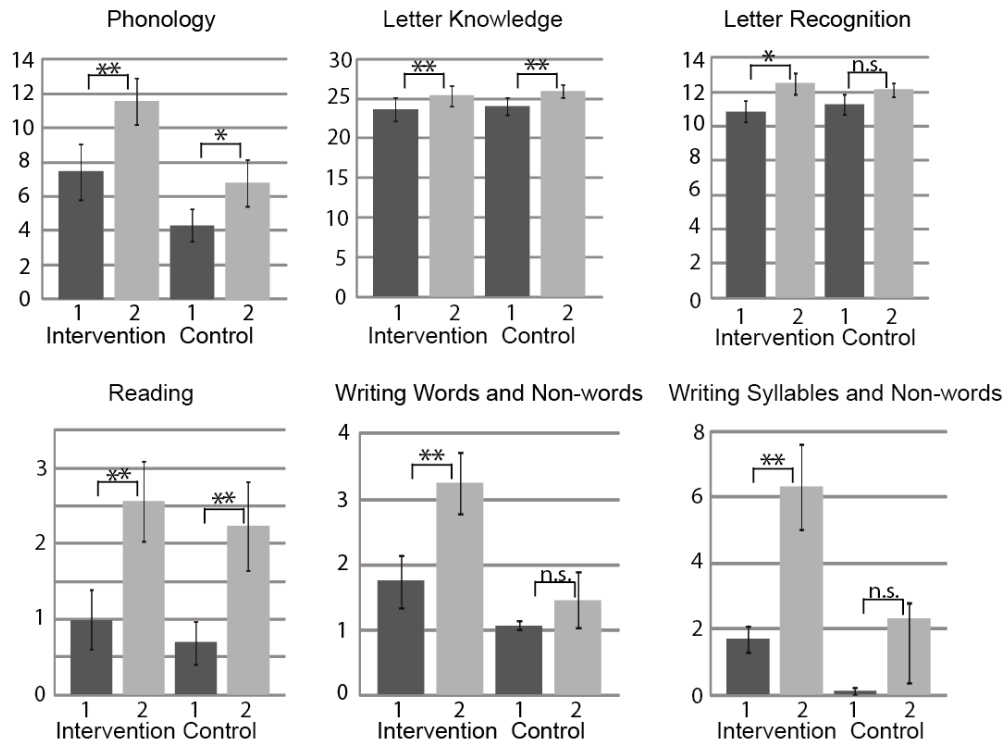 Phonology
14
12
10
8
6
4
2
0
**
*
1 2 1 2
Intervention Control
Letter Knowledge
30
25
20
15
10
5
0
**
**
1 2 1 2
Intervention Control
Letter Recognition
14
12
10
8
6
4
2
0
*
n.s.
1 2 1 2
Intervention Control
Reading
3
2
1
0
**
**
1 2 1 2
Intervention Control
Writing Words and Non-words
4
3
2
1
0
**
n.s.
1 2 1 2
Intervention Control
Writing Syllables and Non-words
8
6
4
2
0
**
n.s.
1 2 1 2
Intervention Control